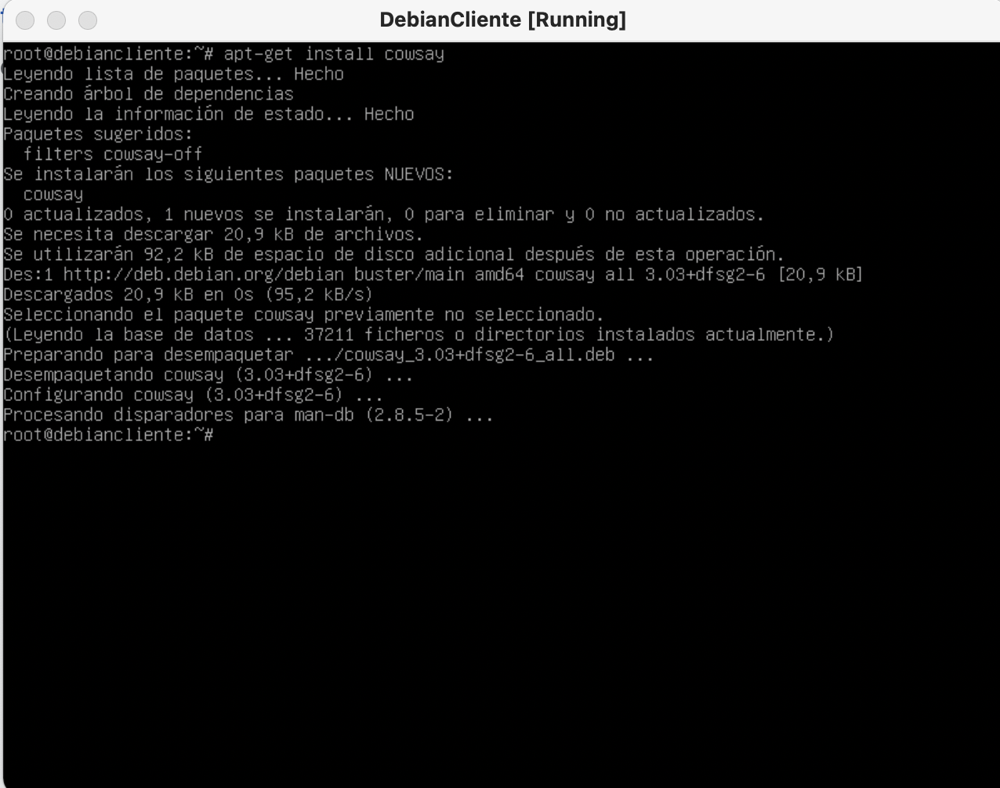 DebianCliente [Running]
root@debiancliente:~# apt-get install cowsay
Leyendo lista de paquetes... Hecho
Creando árbol de dependencias
Leyendo la información de estado... Hecho
Paquetes sugeridos:
  filters cowsay-off
Se instalarán los siguientes paquetes NUEVOS:
  cowsay
0 actualizados, 1 nuevos se instalarán, 0 para eliminar y 0 no actualizados.
Se necesita descargar 20,9 kB de archivos.
Se utilizarán 92,2 kB de espacio de disco adicional después de esta operación.
Des:1 http://deb.debian.org/debian buster/main amd64 cowsay all 3.03+dfsg2-6 [20,9 kB]
Descargados 20,9 kB en 0s (95,2 kB/s)
Seleccionando el paquete cowsay previamente no seleccionado.
(Leyendo la base de datos ... 37211 ficheros o directorios instalados actualmente.)
Preparando para desempaquetar .../cowsay_3.03+dfsg2-6_all.deb ...
Desempaquetando cowsay (3.03+dfsg2-6) ...
Configurando cowsay (3.03+dfsg2-6) ...
Procesando disparadores para man-db (2.8.5-2) ...
root@debiancliente:~#